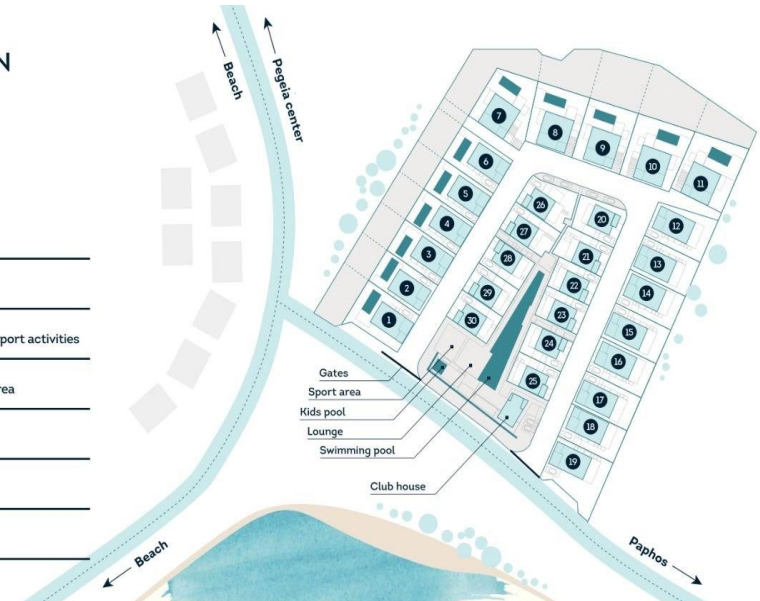 N
port activities
rea
Beach
Pegeia center
7
8
9
10
11
6
5
4
3
2
1
26
27
28
29
30
20
21
22
23
24
25
12
13
14
15
16
17
18
19
Gates
Sport area
Kids pool
Lounge
Swimming pool
Club house
Beach
Paphos